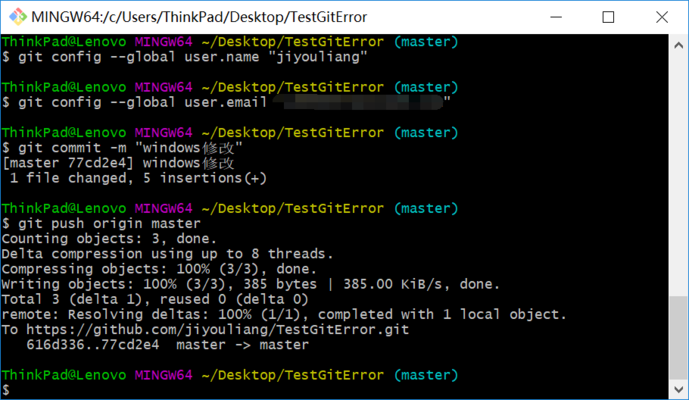 MINGW64:/c/Users/ThinkPad/Desktop/TestGitError
ThinkPad@Lenovo MINGW64 ~/Desktop/TestGitError (master)
$ git config --global user.name "jiyouliang"
ThinkPad@Lenovo MINGW64 ~/Desktop/TestGitError (master)
$ git config --global user.email "
ThinkPad@Lenovo MINGW64 ~/Desktop/TestGitError (master)
$ git commit -m "windows修改"
[master 77cd2e4] windows修改
 1 file changed, 5 insertions(+)
ThinkPad@Lenovo MINGW64 ~/Desktop/TestGitError (master)
$ git push origin master
Counting objects: 3, done.
Delta compression using up to 8 threads.
Compressing objects: 100% (3/3), done.
Writing objects: 100% (3/3), 385 bytes | 385.00 KiB/s, done.
Total 3 (delta 1), reused 0 (delta 0)
remote: Resolving deltas: 100% (1/1), completed with 1 local object.
To https://github.com/jiyouliang/TestGitError.git
   616d336..77cd2e4  master -> master
ThinkPad@Lenovo MINGW64 ~/Desktop/TestGitError (master)
$